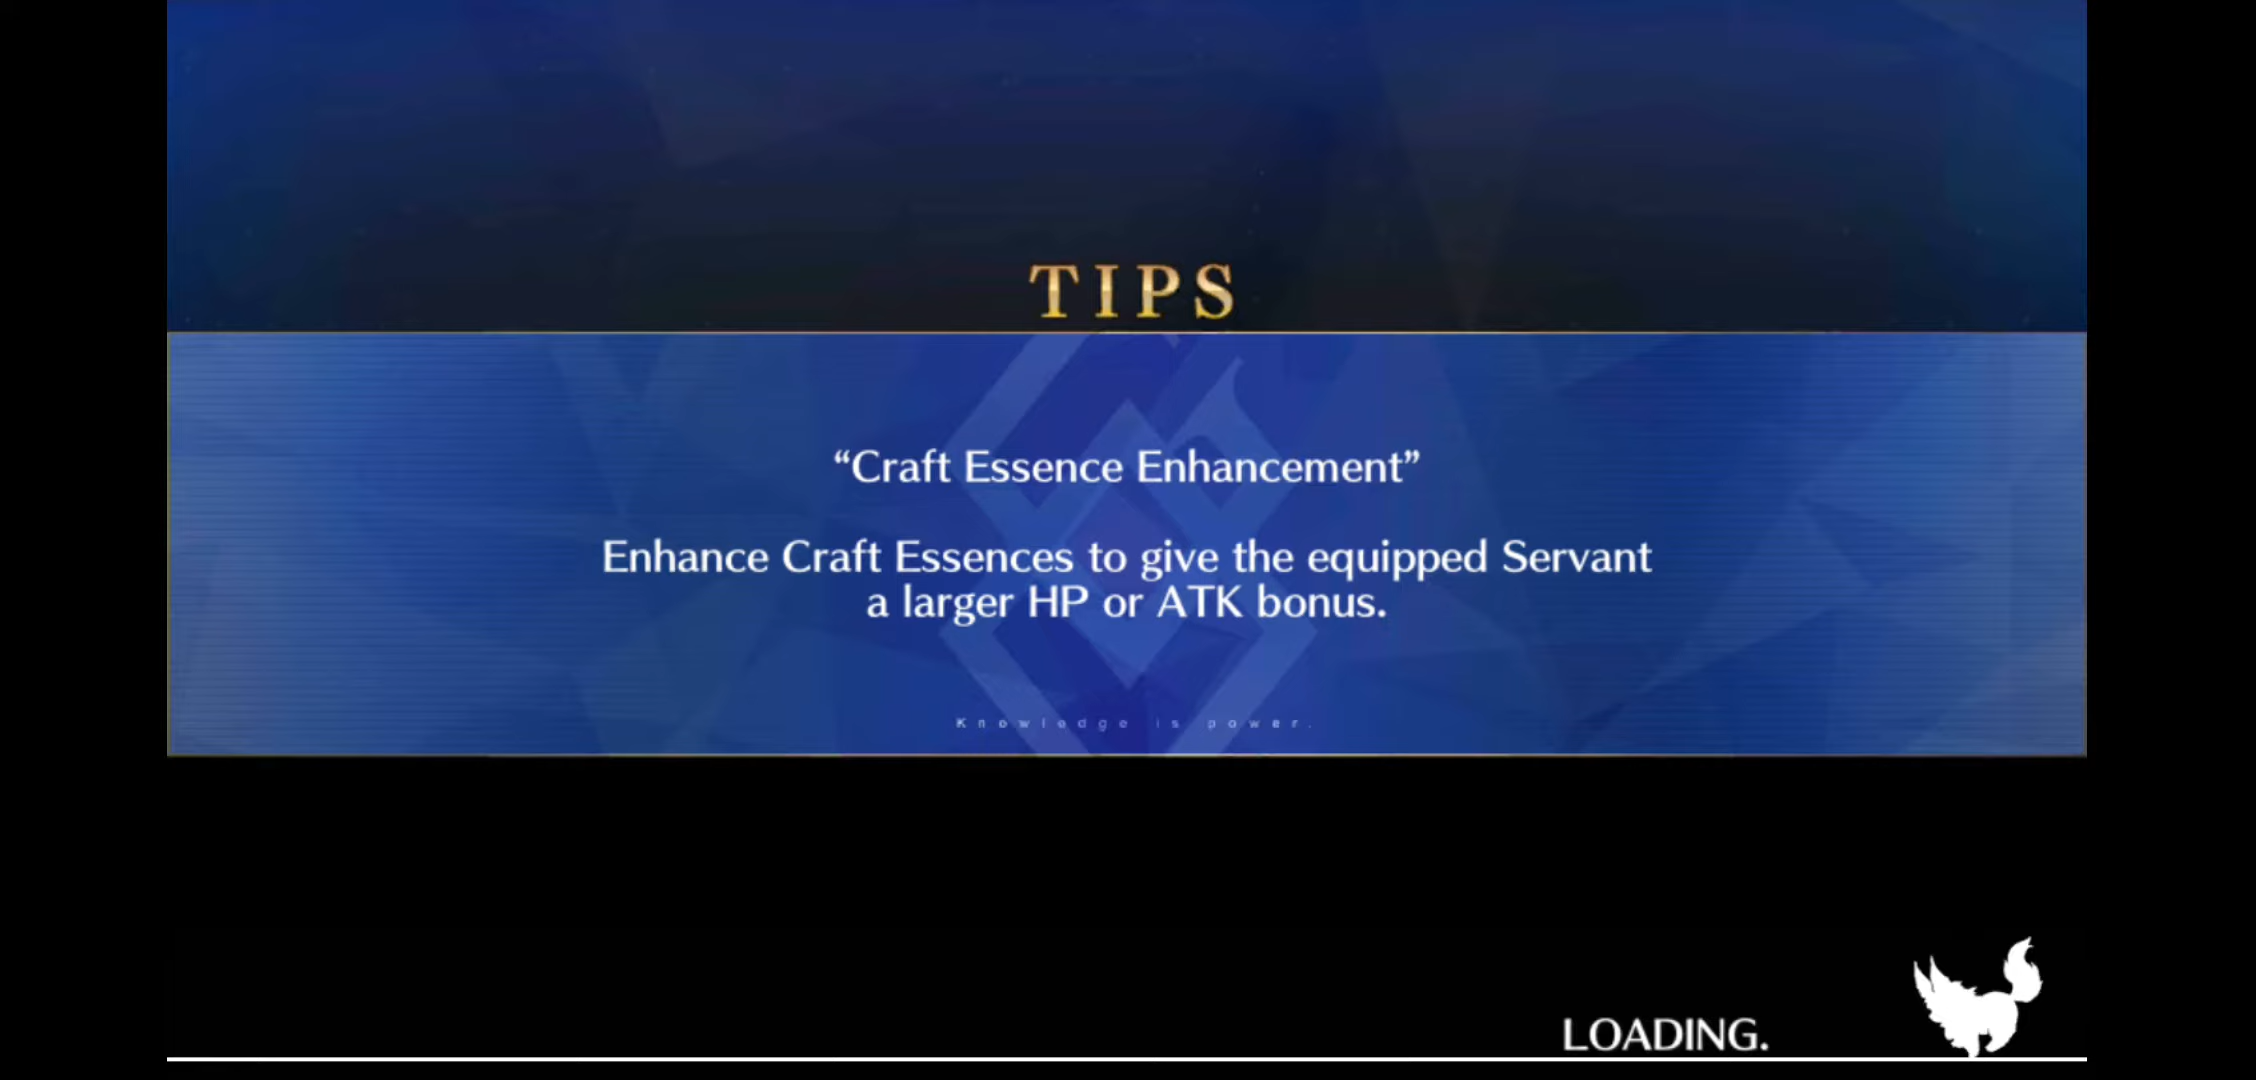 TIPS
“Craft Essence Enhancement”
Enhance Craft Essences to give the equipped Servant
a larger HP or ATK bonus.
Knowledge is power.
LOADING.